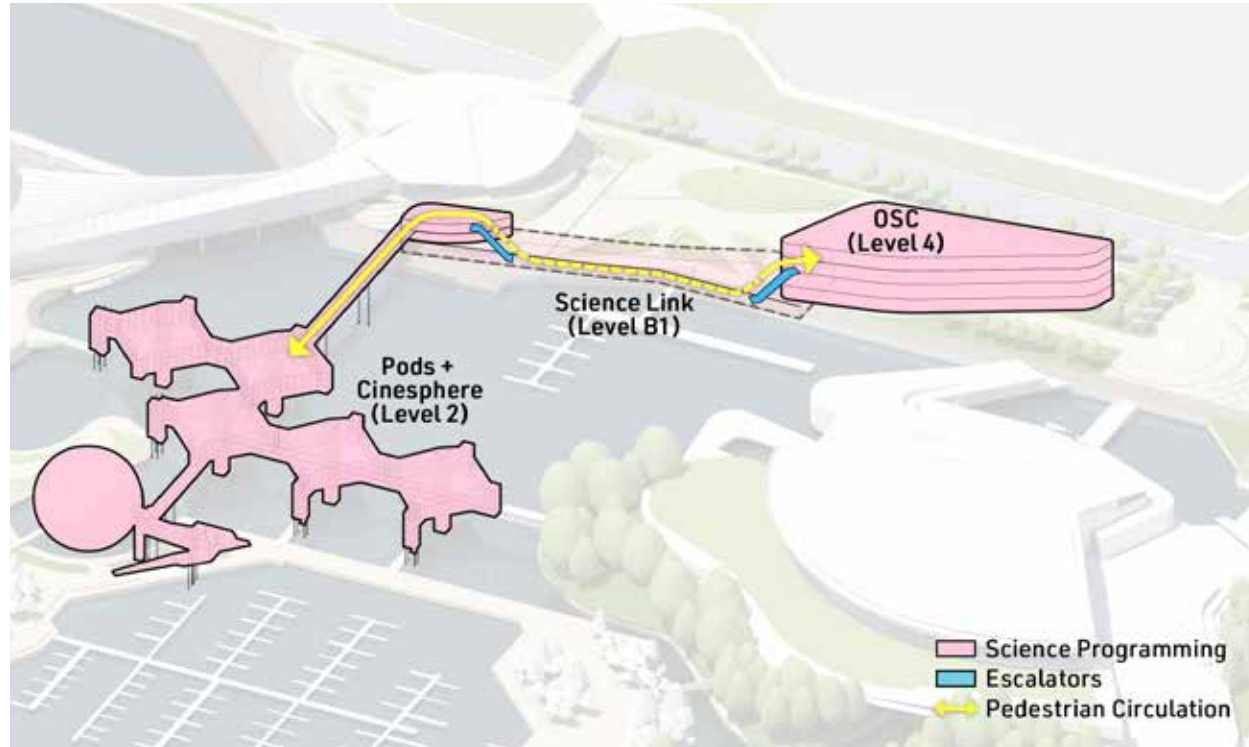 OSC
(Level 4)
Science Link
(Level B1)
Pods +
Cinesphere
(Level 2)
Science Programming
Escalators
Pedestrian Circulation